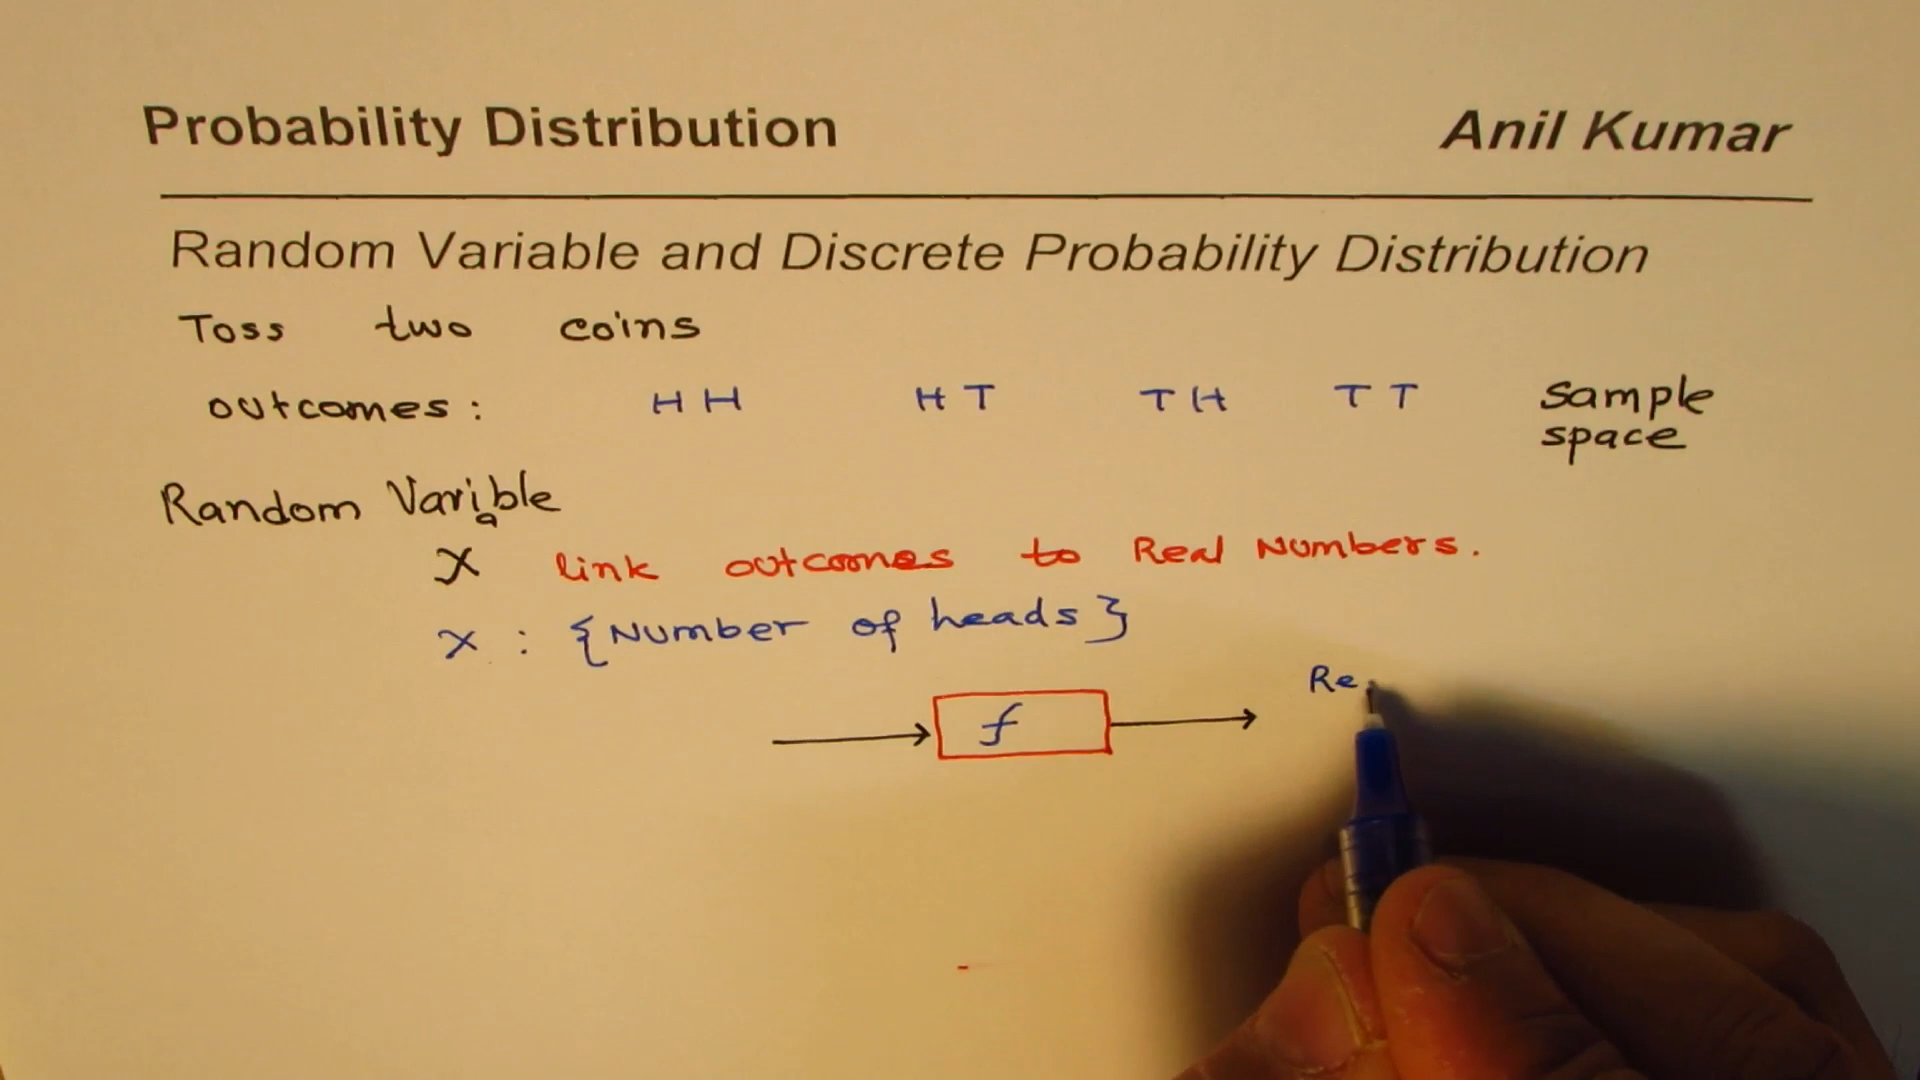 Probability Distribution Anil Kumar
Random Variable and Discrete Probability Distribution
Toss two coins
outcomes: HH HT TH TT sample space
Random Variable
X link outcomes to Real Numbers.
X : {Number of heads}
Re
f